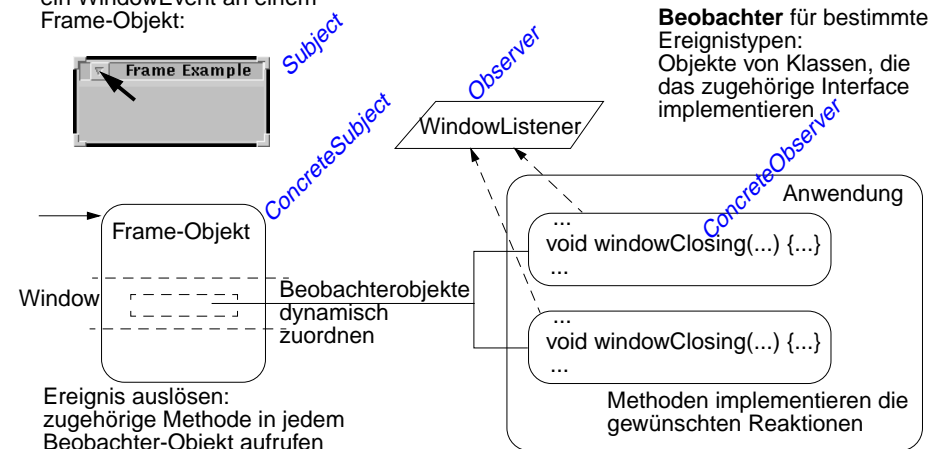 ein WindowEvent an einem
Frame-Objekt:
Frame Example
Subject
Observer
Beobachter für bestimmte
Ereignistypen:
Objekte von Klassen, die
das zugehörige Interface
implementieren
WindowListener
ConcreteSubject
ConcreteObserver
Anwendung
Frame-Objekt
...
void windowClosing(...) {...}
...
Window
Beobachterobjekte
dynamisch
zuordnen
...
void windowClosing(...) {...}
...
Ereignis auslösen:
zugehörige Methode in jedem
Beobachter-Objekt aufrufen
Methoden implementieren die
gewünschten Reaktionen